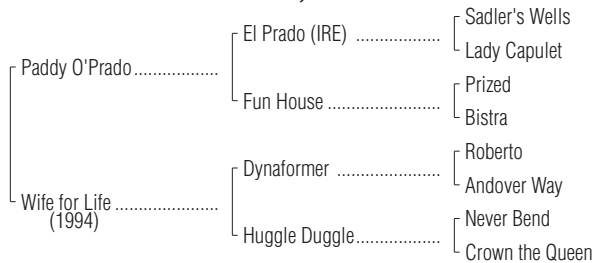 Sadler's Wells
El Prado (IRE) ..................
Lady Capulet
Paddy O'Prado ..................
Prized
Fun House ........................
Bistra
Roberto
Dynaformer ......................
Andover Way
Wife for Life ......................
(1994)
Never Bend
Huggle Duggle..................
Crown the Queen